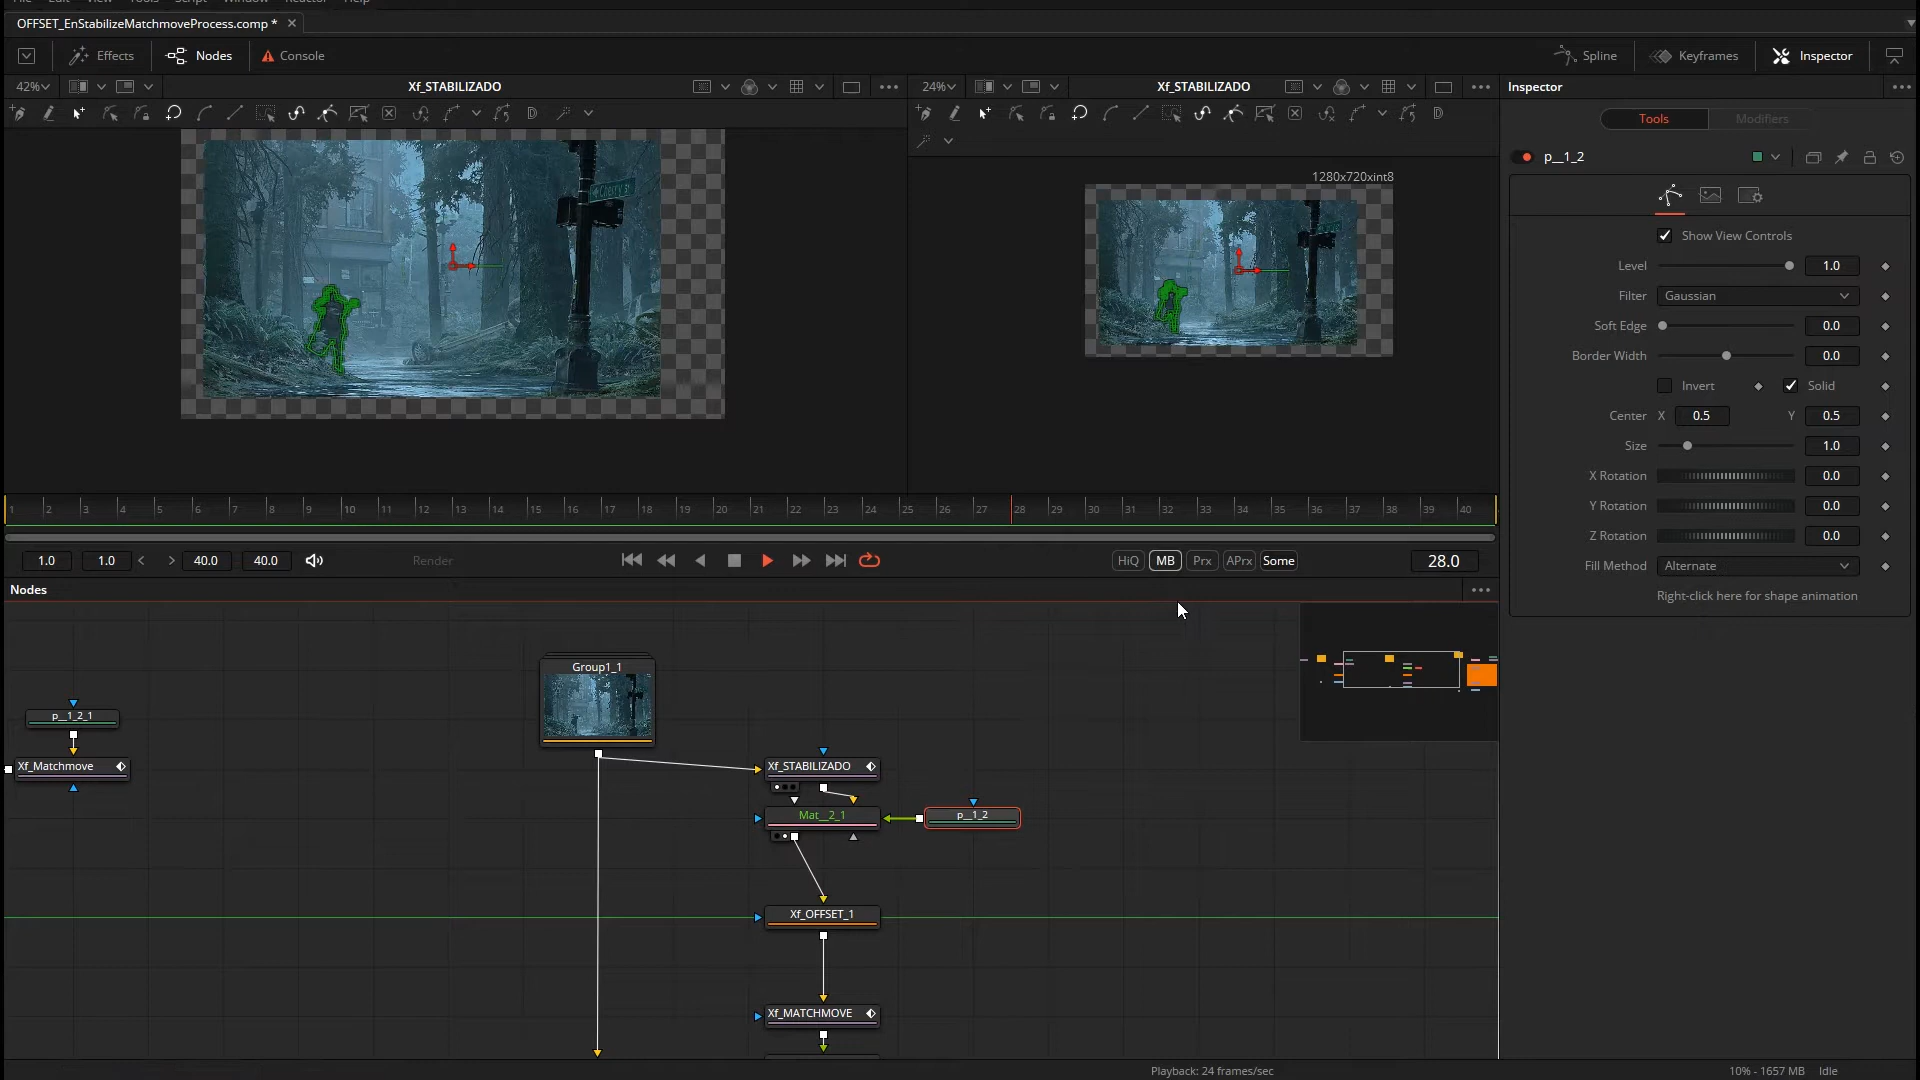 OFFSET_EnStabilizeMatchmoveProcess.comp *
Effects
Nodes
Console
Spline
Keyframes
Inspector
42%
Xf_STABILIZADO
24%
Xf_STABILIZADO
Inspector
D
D
Tools
Modifiers
1280x720xint8
p__1_2
Show View Controls
Level 1.0
Filter Gaussian
Soft Edge 0.0
Border Width 0.0
Invert Solid
Center X 0.5 Y 0.5
Size 1.0
X Rotation 0.0
Y Rotation 0.0
Z Rotation 0.0
Fill Method Alternate
Right-click here for shape animation
1 2 3 4 5 6 7 8 9 10 11 12 13 14 15 16 17 18 19 20 21 22 23 24 25 26 27 28 29 30 31 32 33 34 35 36 37 38 39 40
1.0 1.0 40.0 40.0 Render HiQ MB Prx APrx Some 28.0
Nodes
Group1_1
p__1_2_1
Xf_Matchmove
Xf_STABILIZADO
Mat__2_1
p__1_2
Xf_OFFSET_1
Xf_MATCHMOVE
Playback: 24 frames/sec
10% - 1657 MB Idle